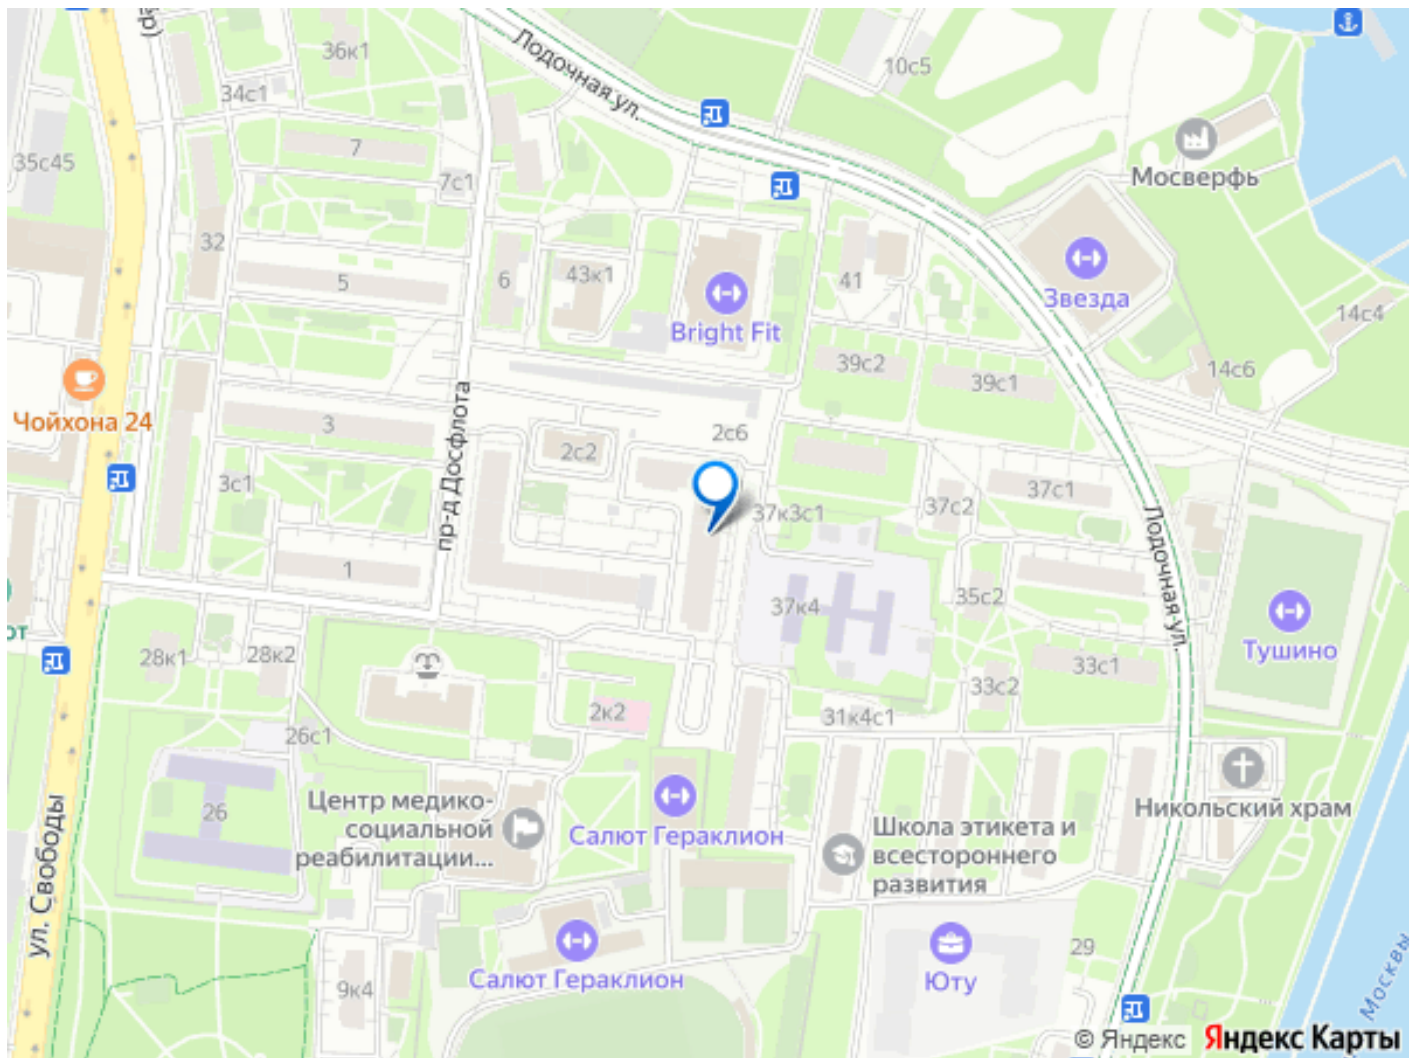 36к1
Лодочная ул.
10с5
34с1
35с45
7
7с1
Мосверфь
32
5
6
43к1
41
Звезда
Bright Fit
14с4
39с2
39с1
14с6
Чойхона 24
3
пр-д Досфлота
2с6
2с2
3с1
37к3с1
37с2
37с1
1
Лодочная ул.
37к4
35с2
28к1
28к2
Тушино
33с1
33с2
2к2
31к4с1
26с1
Никольский храм
26
Центр медико-
социальной
реабилитации...
Салют Гераклион
Школа этикета и
всестороннего
развития
ул. Свободы
Салют Гераклион
Юту
29
9к4
Москвы
© Яндекс Яндекс Карты